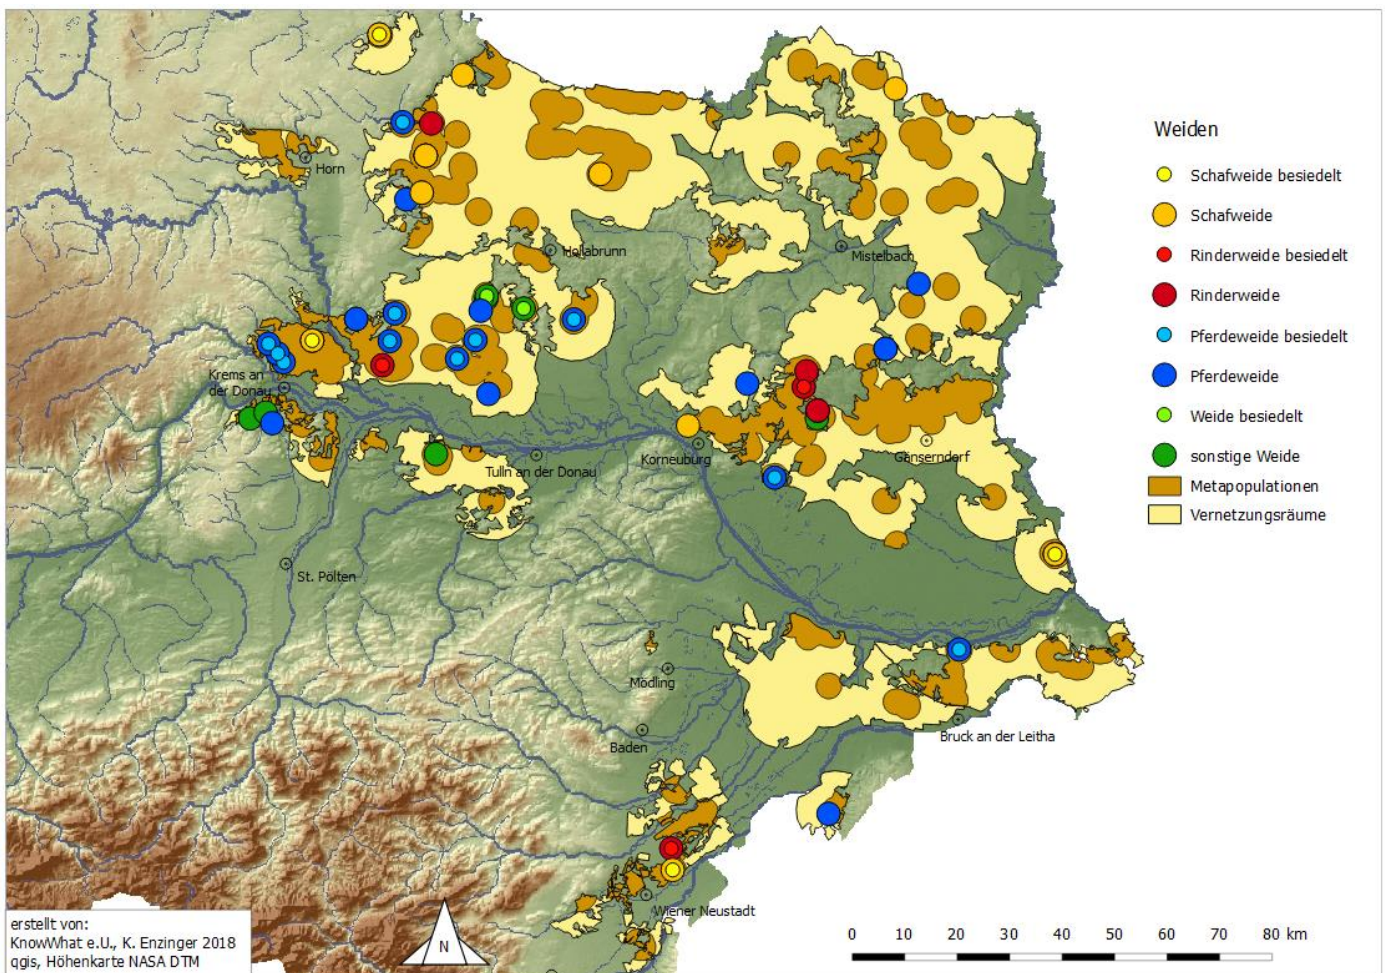 Horn
Hollabrunn
Mistelbach
Krems an
der Donau
Korneuburg
Gänserndorf
Tulln an der Donau
St. Pölten
Mödling
Baden
Bruck an der Leitha
Wiener Neustadt
Weiden
Schafweide besiedelt
Schafweide
Rinderweide besiedelt
Rinderweide
Pferdeweide besiedelt
Pferdeweide
Weide besiedelt
sonstige Weide
Metapopulationen
Vernetzungsräume
erstellt von:
KnowWhat e.U., K. Enzinger 2018
qgis, Höhenkarte NASA DTM
N
0 10 20 30 40 50 60 70 80 km